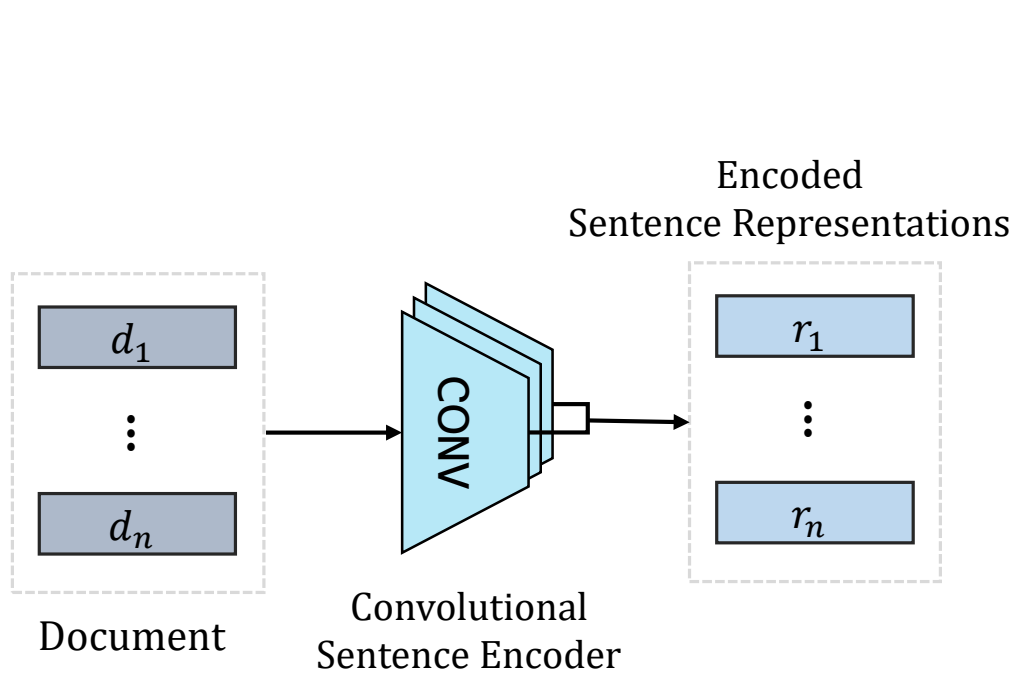 Encoded
Sentence Representations
d₁
⋮
dₙ
Document
CONV
Convolutional
Sentence Encoder
r₁
⋮
rₙ